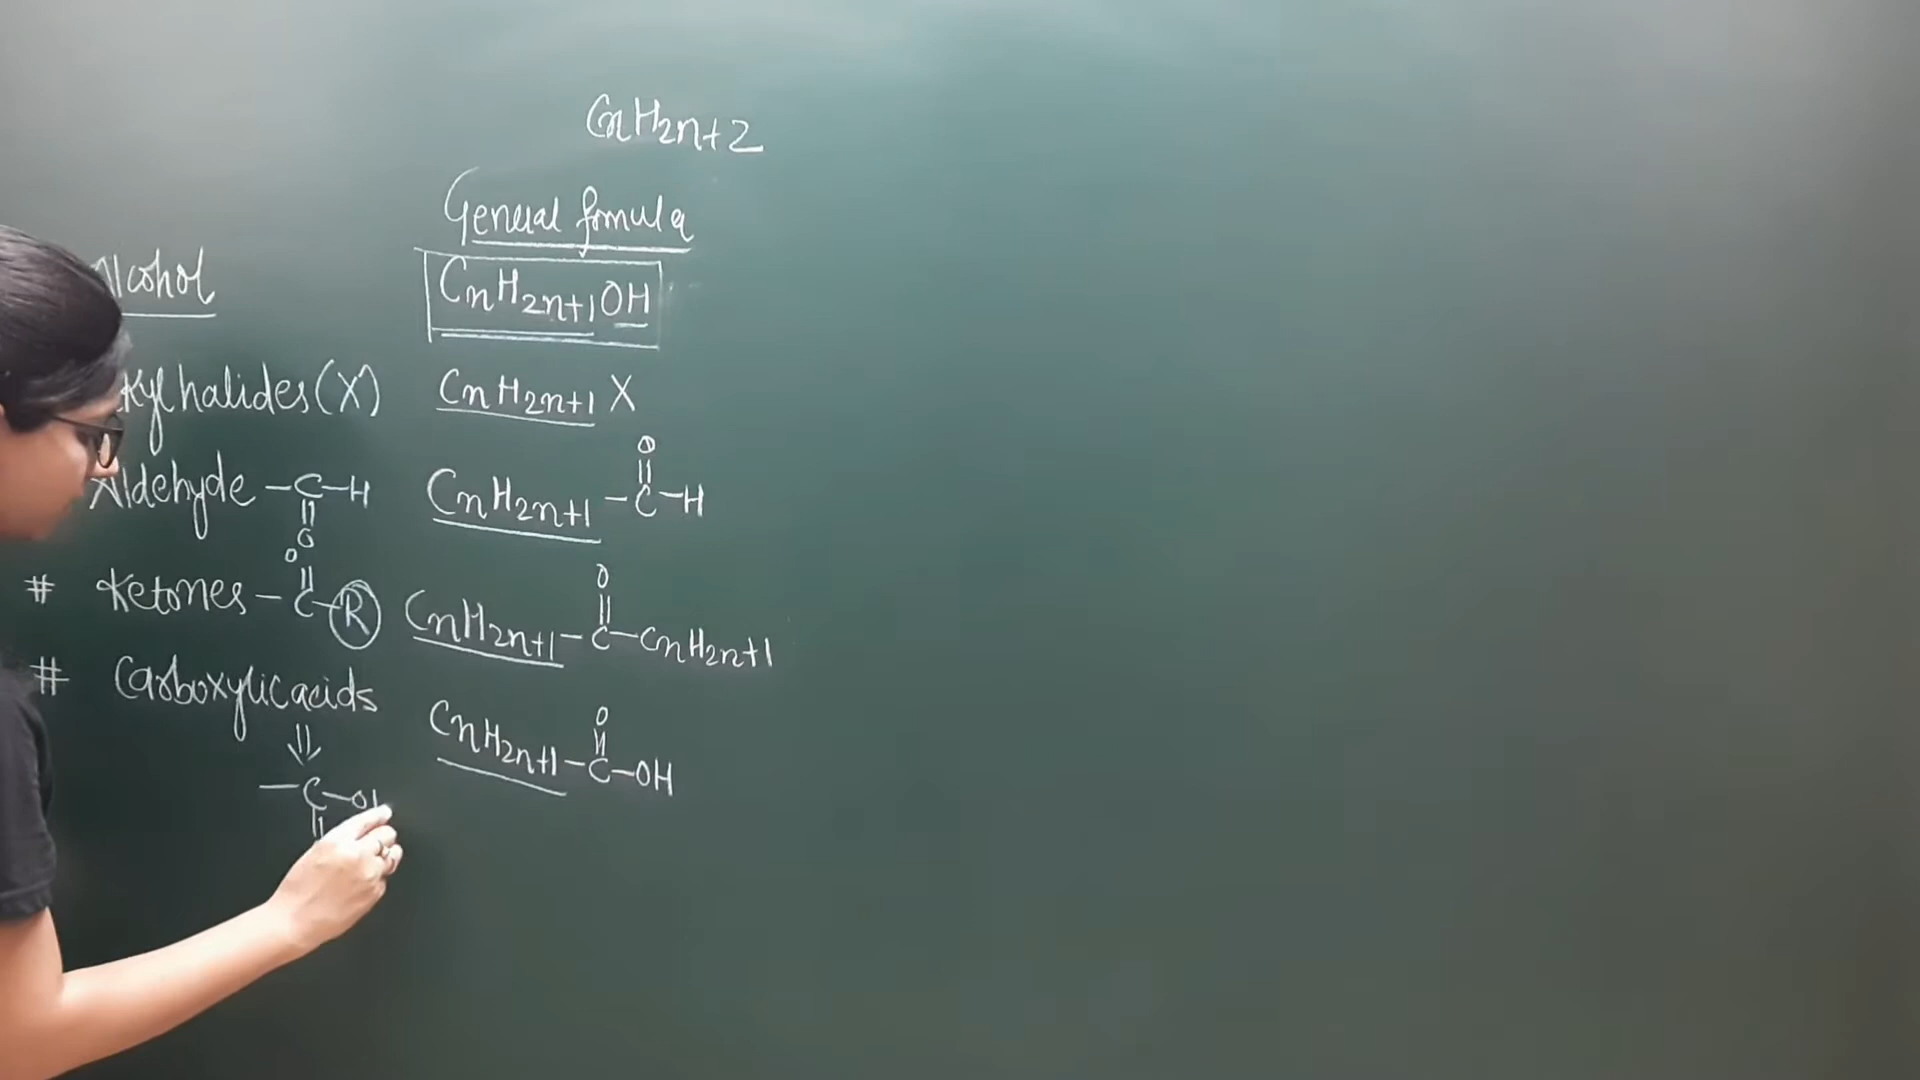 CnH2n+2
General formula
lcohol CnH2n+1OH
kyl halides (X) CnH2n+1 X
O
Aldehyde -C-H CnH2n+1 -C-H
O
O O
# Ketones -C-R CnH2n+1-C-CnH2n+1
# Carboxylic acids
O
CnH2n+1-C-OH
-C-O